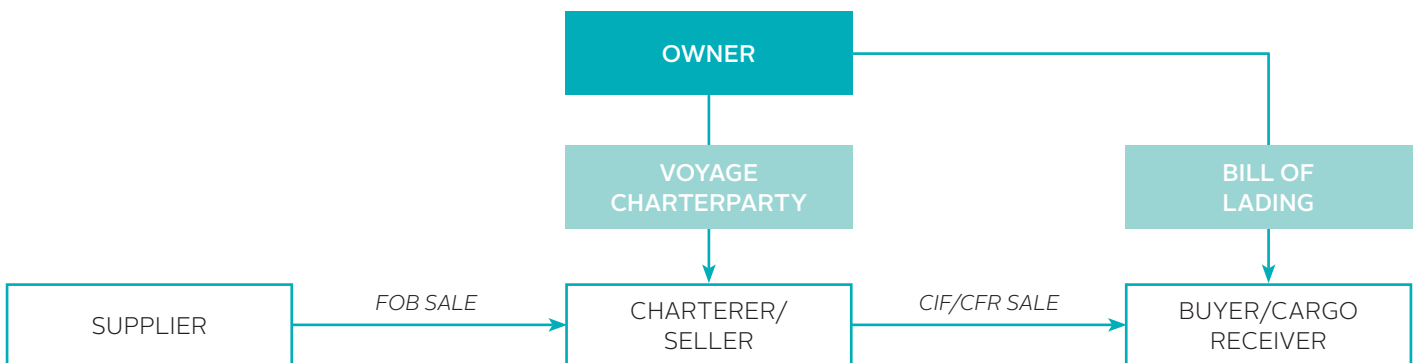 OWNER
VOYAGE
CHARTERPARTY
BILL OF
LADING
SUPPLIER
FOB SALE
CHARTERER/
SELLER
CIF/CFR SALE
BUYER/CARGO
RECEIVER